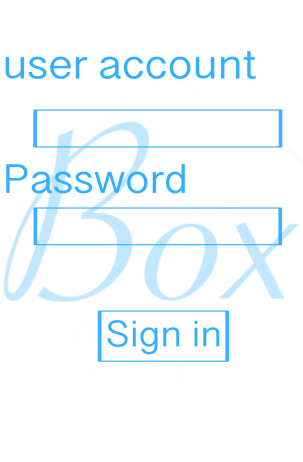 user account
Password
Box
Sign in